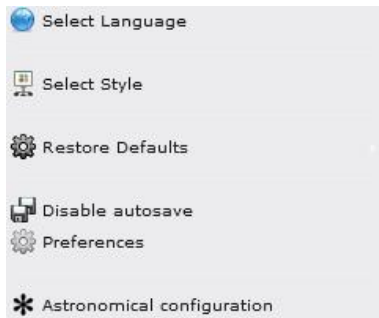 Select Language
Select Style
Restore Defaults
Disable autosave
Preferences
Astronomical configuration